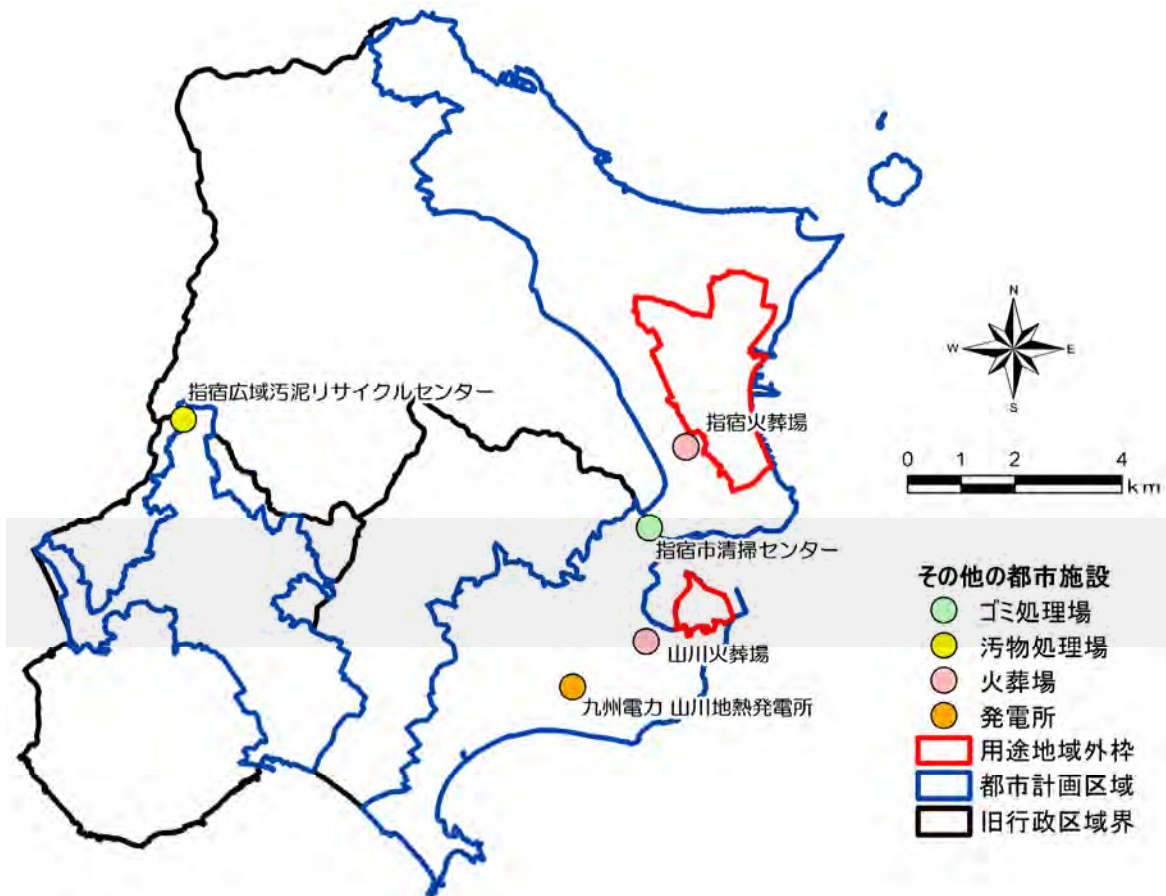 指宿広域汚泥リサイクルセンター
指宿火葬場
指宿市清掃センター
山川火葬場
九州電力 山川地熱発電所
N
W
E
S
0 1 2 4
km
その他の都市施設
ゴミ処理場
汚物処理場
火葬場
発電所
用途地域外枠
都市計画区域
旧行政区域界